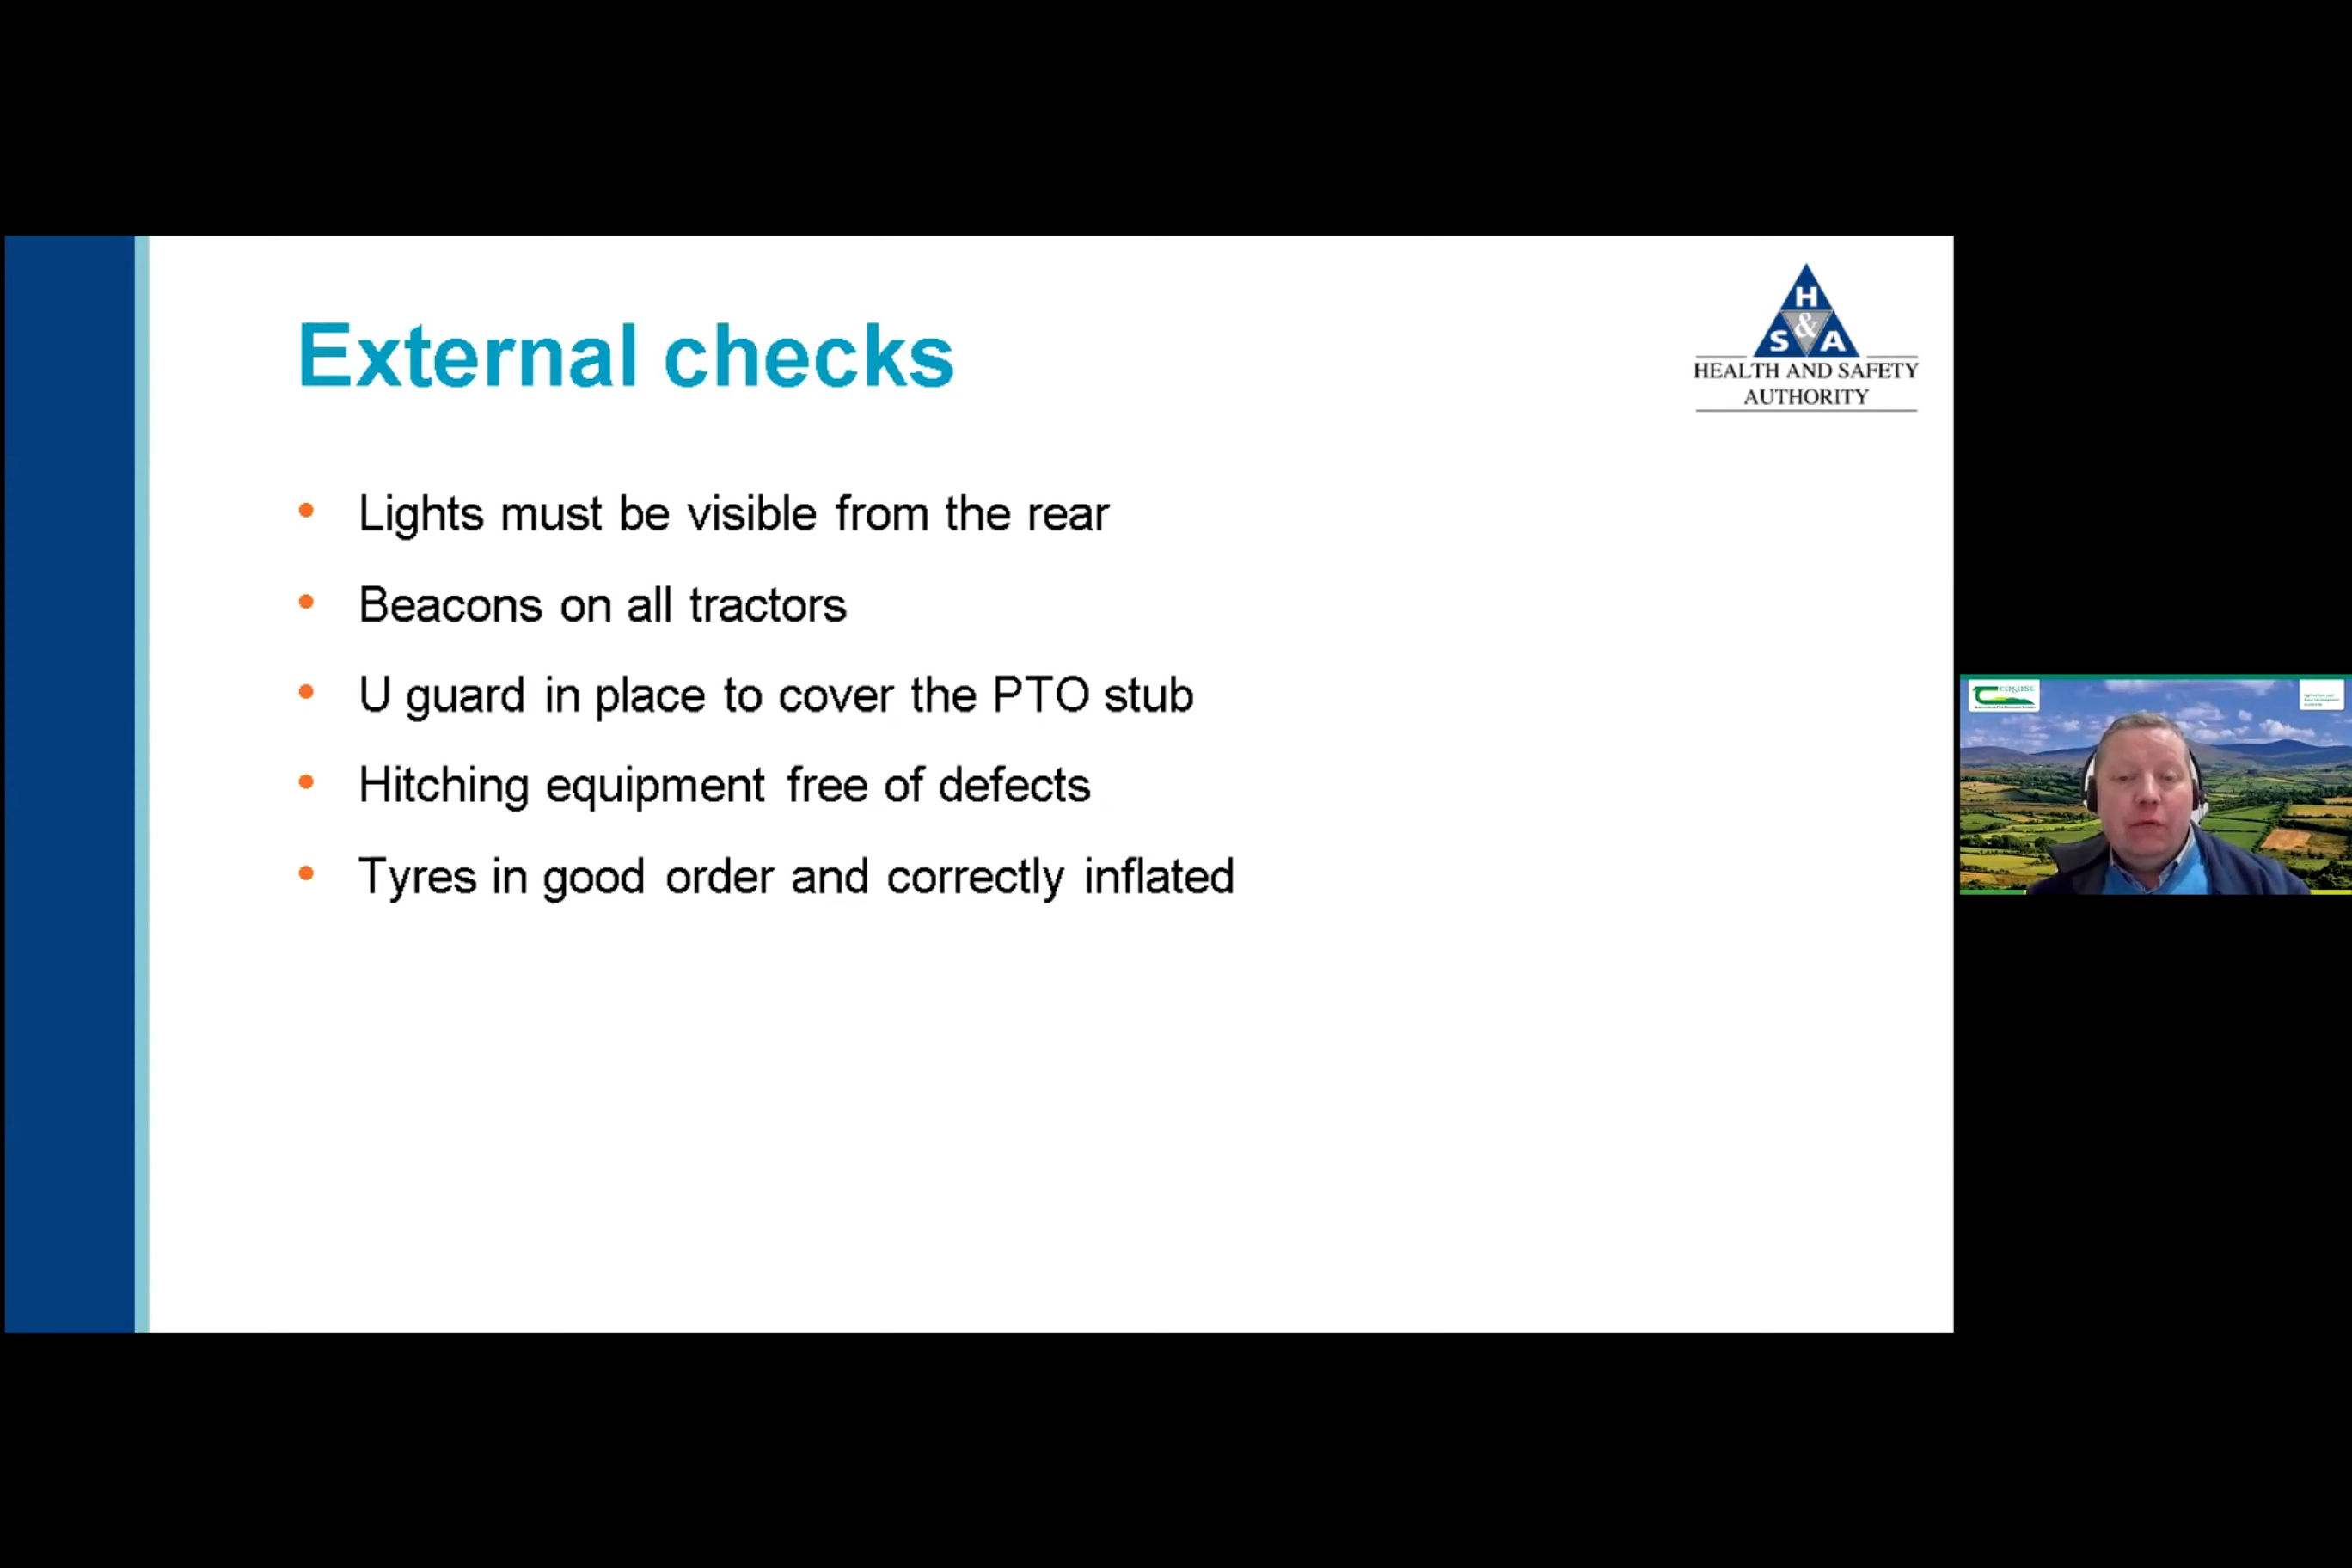 External checks
H
S & A
HEALTH AND SAFETY
AUTHORITY
• Lights must be visible from the rear
• Beacons on all tractors
• U guard in place to cover the PTO stub
• Hitching equipment free of defects
• Tyres in good order and correctly inflated
Teagasc